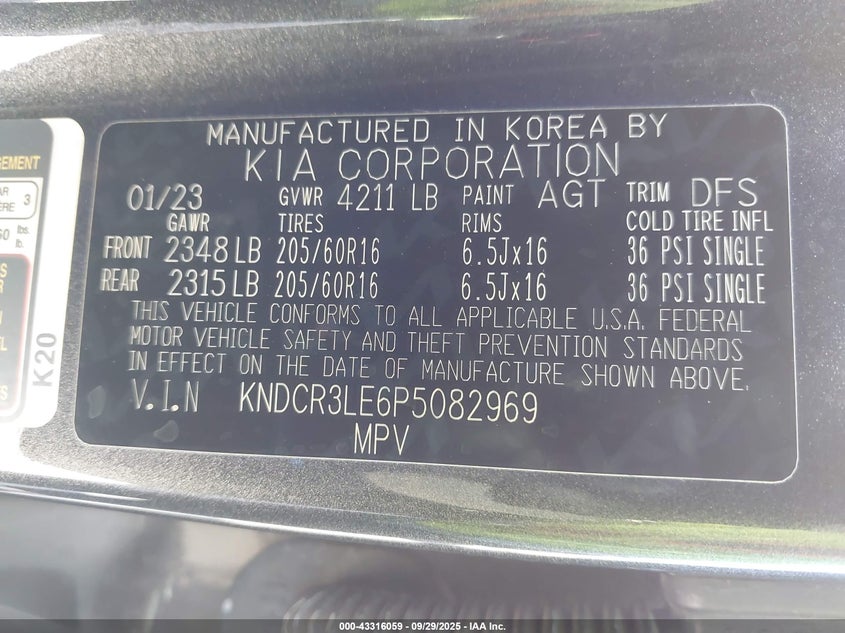 MANUFACTURED IN KOREA BY
KIA CORPORATION
01/23 GVWR 4211 LB PAINT AGT TRIM DFS
GAWR TIRES RIMS COLD TIRE INFL
FRONT 2348 LB 205/60R16 6.5Jx16 36 PSI SINGLE
REAR 2315 LB 205/60R16 6.5Jx16 36 PSI SINGLE
THIS VEHICLE CONFORMS TO ALL APPLICABLE U.S.A. FEDERAL
MOTOR VEHICLE SAFETY AND THEFT PREVENTION STANDARDS
IN EFFECT ON THE DATE OF MANUFACTURE SHOWN ABOVE.
V.I.N KNDCR3LE6P5082969
MPV
3
lbs.
lb.
K20
000-43316059 - 09/29/2025 - IAA Inc.